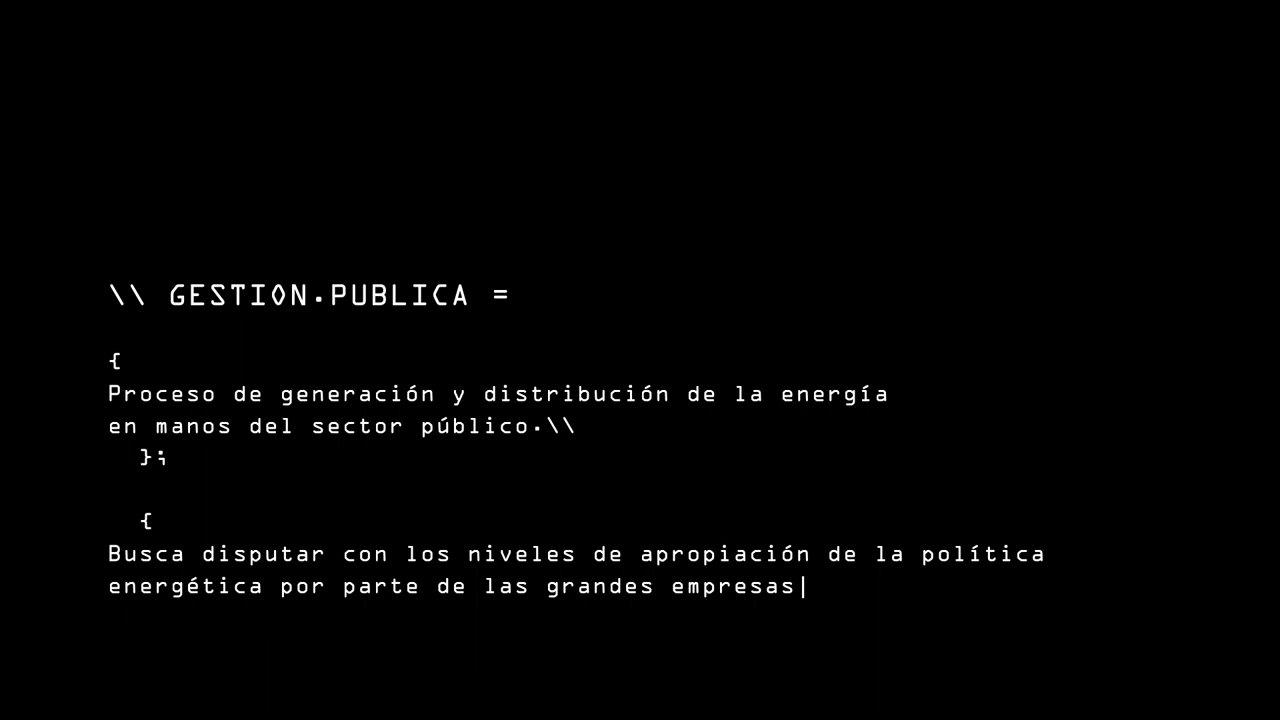 \\ GESTION.PUBLICA =
{
Proceso de generación y distribución de la energía
en manos del sector público.\\
};
{
Busca disputar con los niveles de apropiación de la política
energética por parte de las grandes empresas|